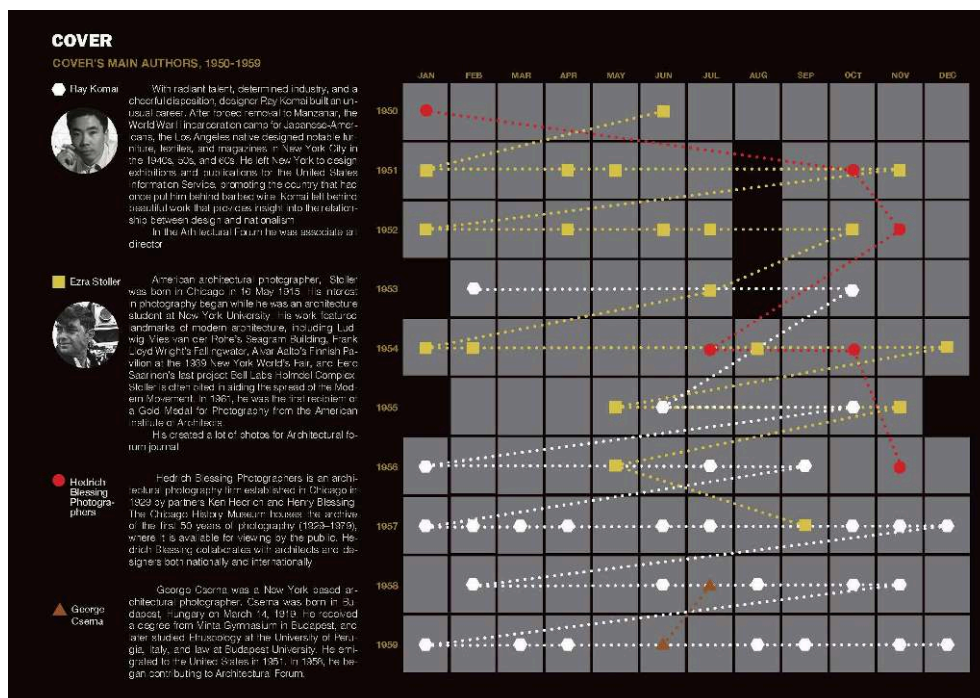 COVER
COVER'S MAIN AUTHORS, 1950-1959
Ray Komai
With radiant talent, determined industry, and a
cheerful disposition, designer Ray Komai built an un-
usual career. After forced removal to Manzanar, the
World War II incarceration camp for Japanese-Amer-
icans, the Los Angeles native designed notable fur-
niture, textiles, and magazines in New York City in
the 1940s, 50s, and 60s. He left New York to design
exhibitions and publications for the United States
Information Service, promoting the country that had
once put him behind barbed wire. Komai left behind
beautiful work that provides insight into the relation-
ship between design and nationalism.
In the Arhitectural Forum he was associate art
director
Ezra Stoller
American architectural photographer, Stoller
was born in Chicago in 16 May 1915. His interest
in photography began while he was an architecture
student at New York University. His work featured
landmarks of modern architecture, including Lud-
wig Mies van der Rohe's Seagram Building, Frank
Lloyd Wright's Fallingwater, Alvar Aalto's Finnish Pa-
vilion at the 1939 New York World's Fair, and Eero
Saarinen's last project Bell Labs Holmdel Complex.
Stoller is often cited in aiding the spread of the Mod-
ern Movement. In 1961, he was the first recipient of
a Gold Medal for Photography from the American
Institute of Architects.
His created a lot of photos for Architectural fo-
rum journal
Hedrich
Blessing
Photogra-
phers
Hedrich Blessing Photographers is an archi-
tectural photography firm established in Chicago in
1929 by partners Ken Hedrich and Henry Blessing.
The Chicago History Museum houses the archive
of the first 50 years of photography (1929-1979),
where it is available for viewing by the public. He-
drich Blessing collaborates with architects and de-
signers both nationally and internationally
George
Cserna
George Cserna was a New York based ar-
chitectural photographer. Cserna was born in Bu-
dapest, Hungary on March 14, 1919. He received
a degree from Minta Gymnasium in Budapest, and
later studied Etruscology at the University of Peru-
gia, Italy, and law at Budapest University. He emi-
grated to the United States in 1951. In 1958, he be-
gan contributing to Architectural Forum.
JAN FEB MAR APR MAY JUN JUL AUG SEP OCT NOV DEC
1950
1951
1952
1953
1954
1955
1956
1957
1958
1959